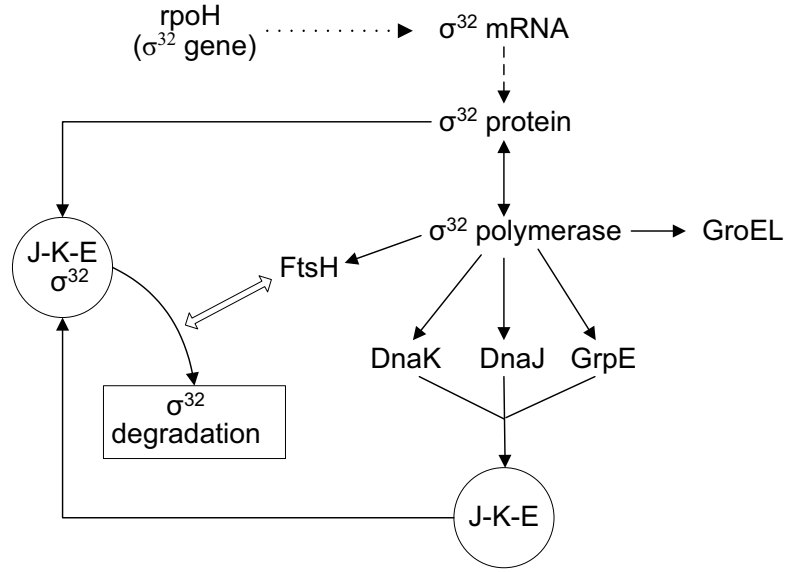 rpoH
(σ³² gene)
σ³² mRNA
σ³² protein
J-K-E
σ³²
σ³² polymerase
GroEL
FtsH
DnaK
DnaJ
GrpE
σ³²
degradation
J-K-E